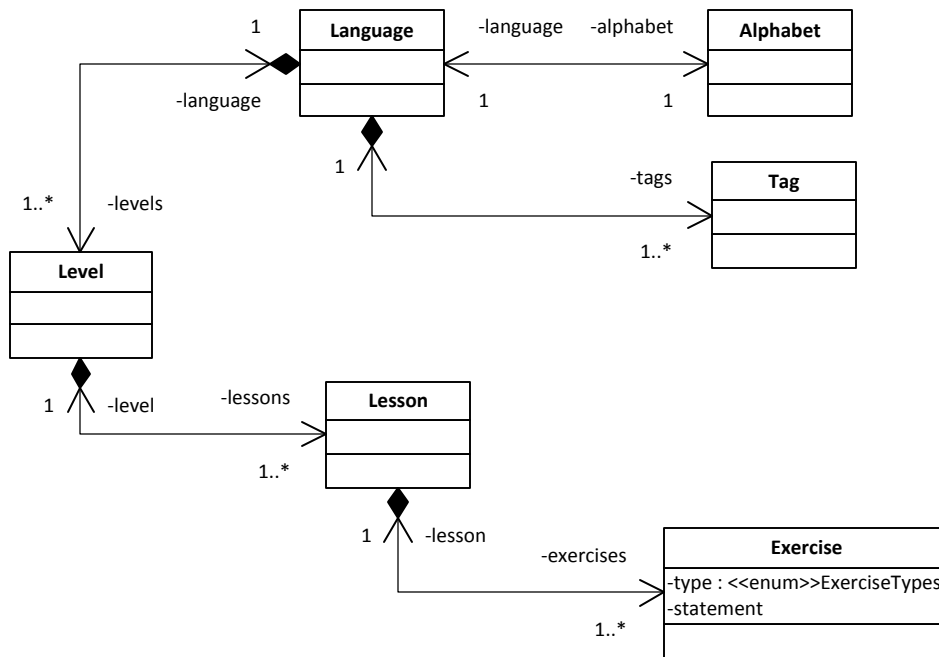 1
Language
-language
-alphabet
Alphabet
-language
1
1
1
-tags
Tag
1..*
1..*
-levels
Level
1
-level
-lessons
Lesson
1..*
1
-lesson
-exercises
Exercise
-type : <<enum>>ExerciseTypes
-statement
1..*